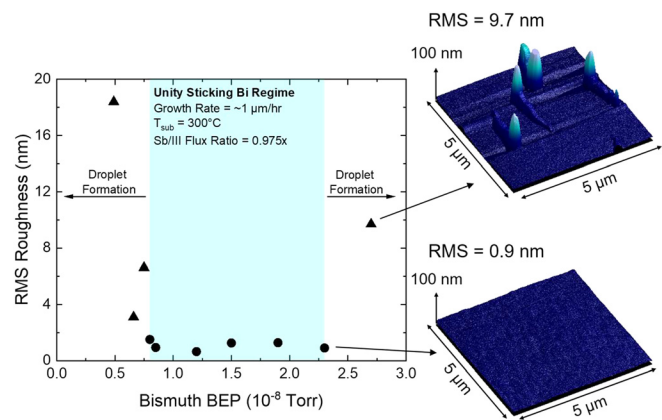 RMS = 9.7 nm
100 nm
5 µm
5 µm
20
16
12
8
4
0
RMS Roughness (nm)
Unity Sticking Bi Regime
Growth Rate = ~1 µm/hr
Tsub = 300°C
Sb/III Flux Ratio = 0.975x
Droplet
Formation
Droplet
Formation
0.0
0.5
1.0
1.5
2.0
2.5
3.0
Bismuth BEP (10⁻⁸ Torr)
RMS = 0.9 nm
100 nm
5 µm
5 µm